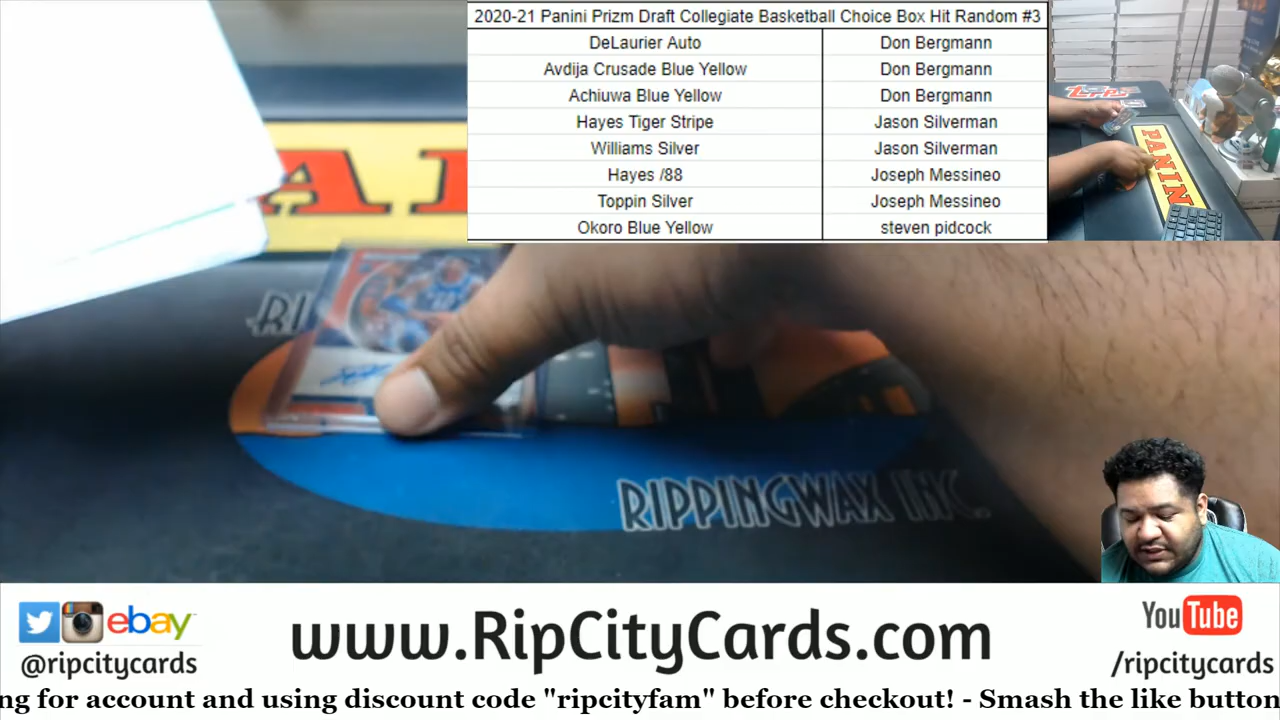 2020-21 Panini Prizm Draft Collegiate Basketball Choice Box Hit Random #3
DeLaurier Auto Don Bergmann
Avdija Crusade Blue Yellow Don Bergmann
Achiuwa Blue Yellow Don Bergmann
Hayes Tiger Stripe Jason Silverman
Williams Silver Jason Silverman
Hayes /88 Joseph Messineo
Toppin Silver Joseph Messineo
Okoro Blue Yellow steven pidcock
PANIN
RI
RIPPINGWAX INC.
ebay
@ripcitycards
www.RipCityCards.com
YouTube
/ripcitycards
ng for account and using discount code "ripcityfam" before checkout! - Smash the like button